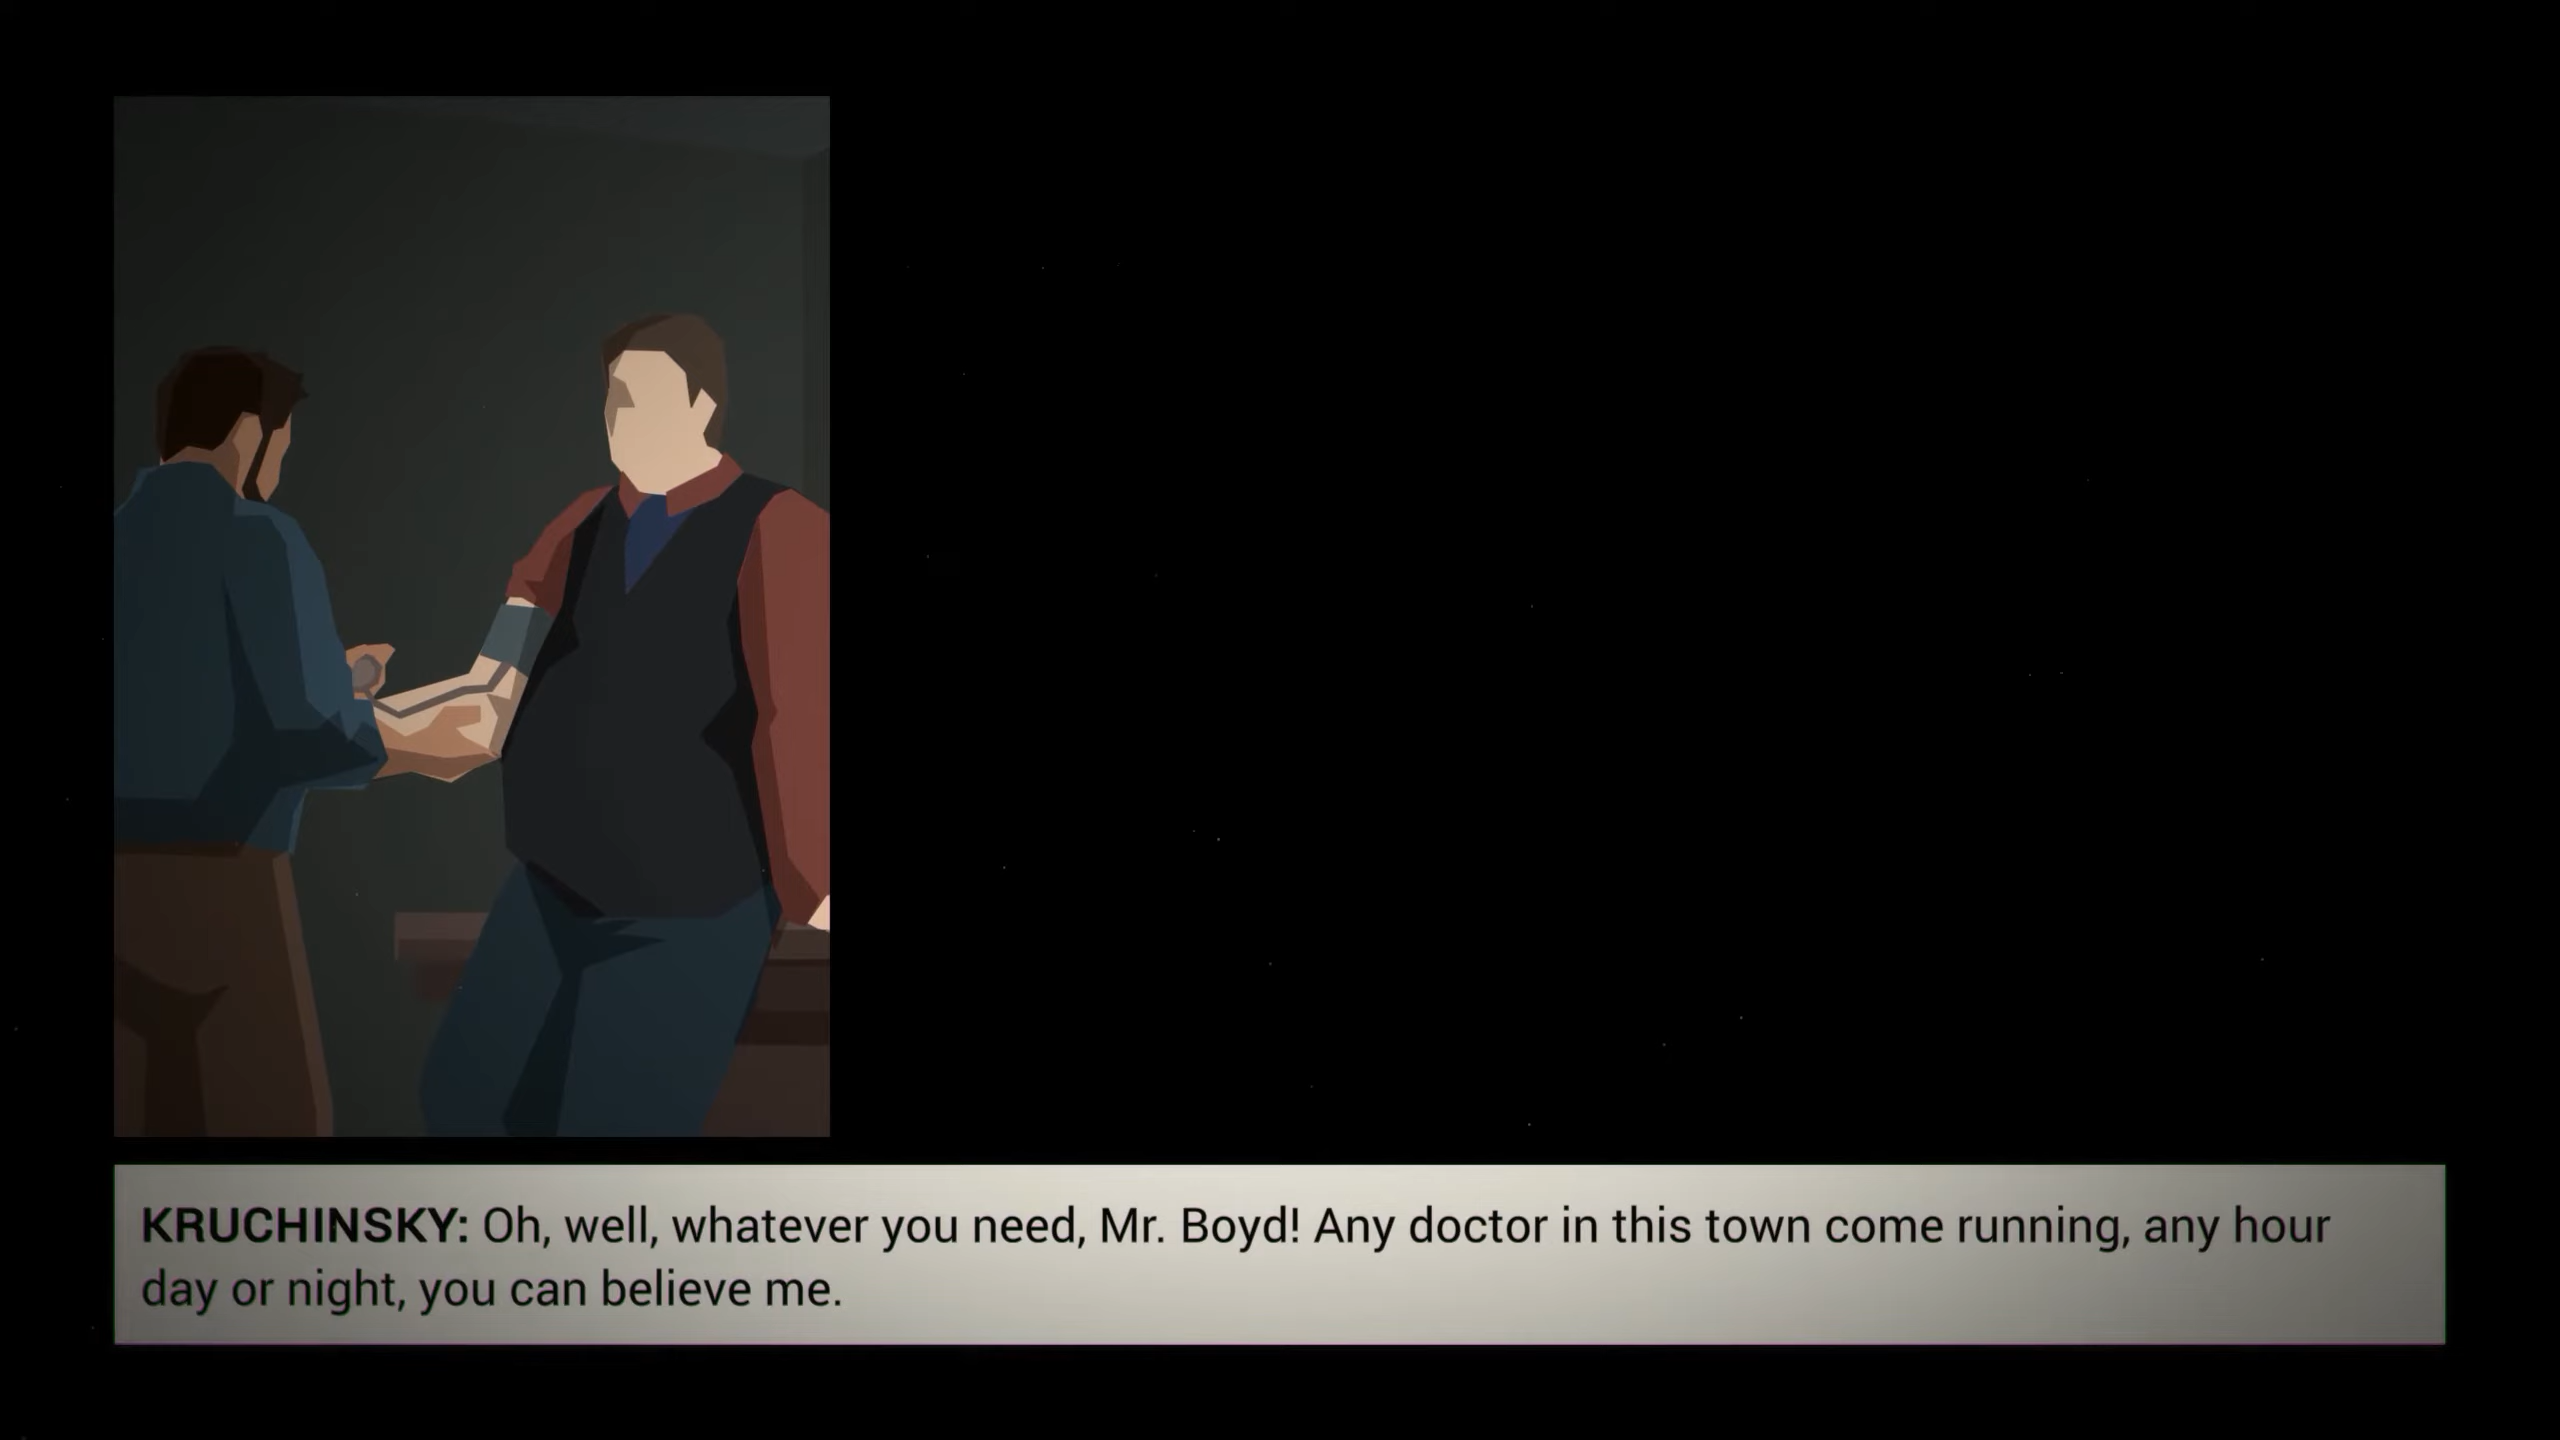 KRUCHINSKY: Oh, well, whatever you need, Mr. Boyd! Any doctor in this town come running, any hour
day or night, you can believe me.